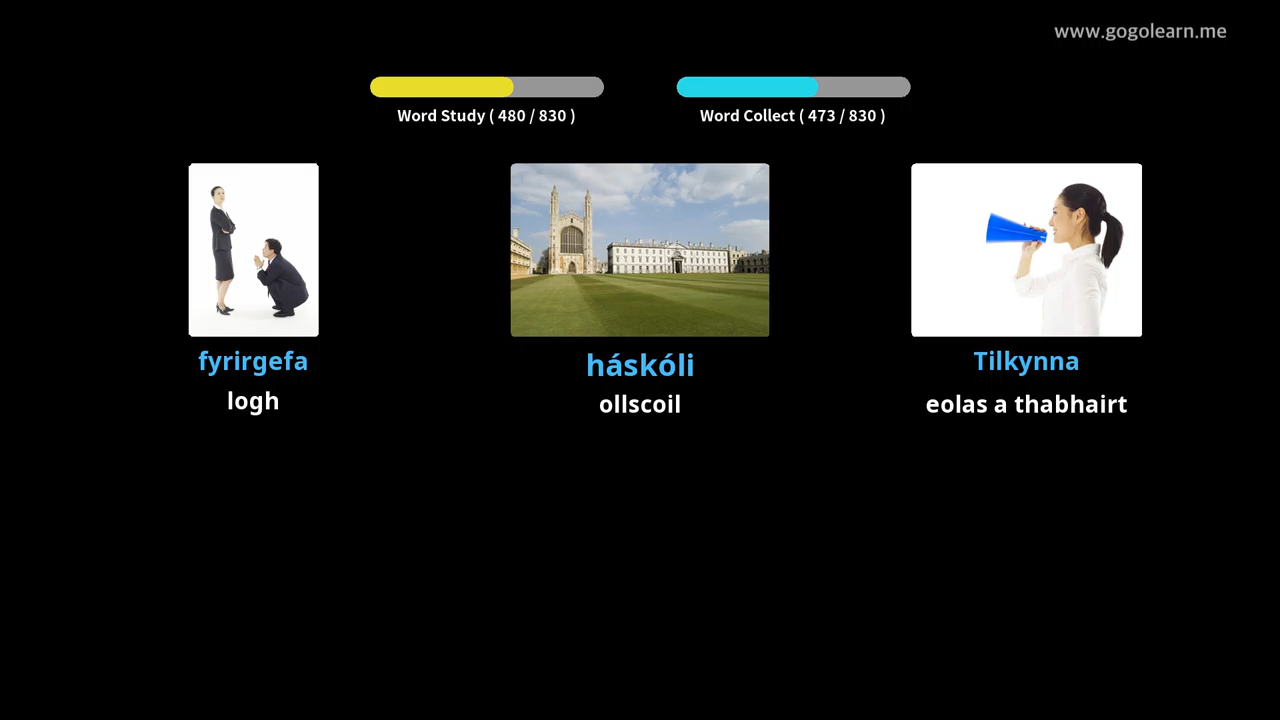 www.gogolearn.me
Word Study ( 480 / 830 )
Word Collect ( 473 / 830 )
fyrirgefa
logh
háskóli
ollscoil
Tilkynna
eolas a thabhairt